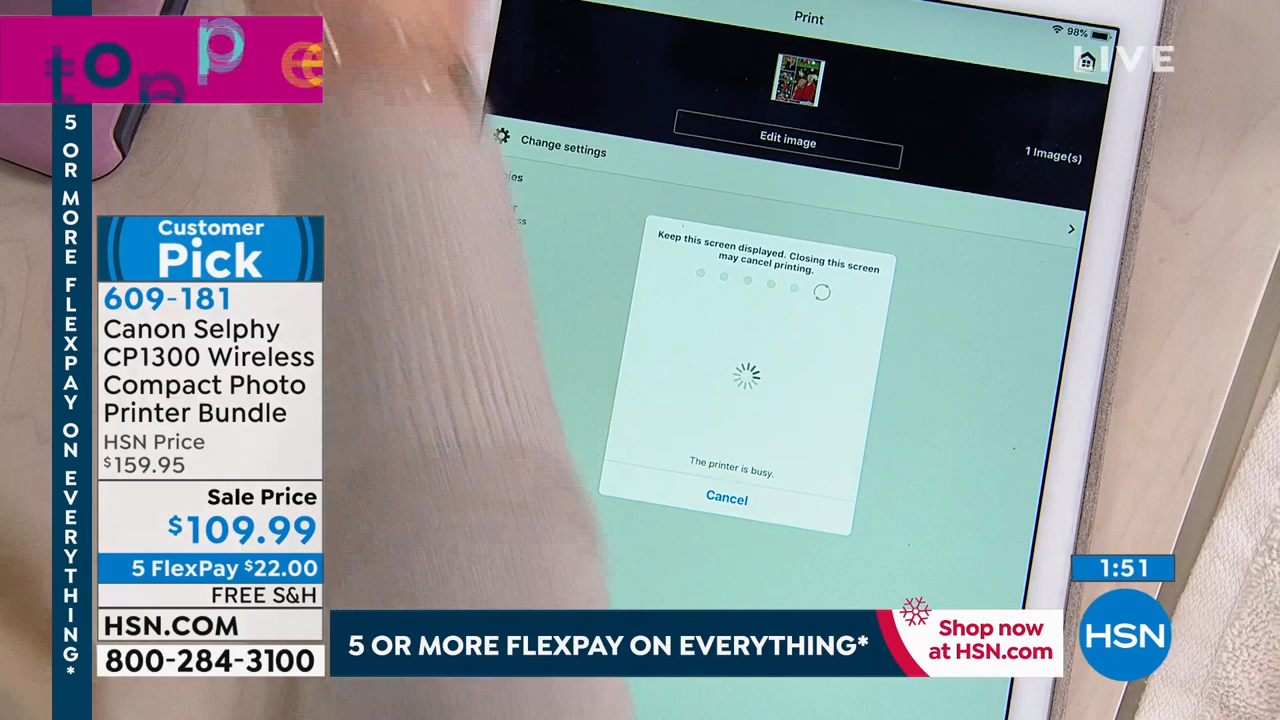 Print
98%
LIVE
Edit image
1 Image(s)
Change settings
Keep this screen displayed. Closing this screen
may cancel printing.
The printer is busy.
Cancel
5 OR MORE FLEXPAY ON EVERYTHING*
Customer
Pick
609-181
Canon Selphy
CP1300 Wireless
Compact Photo
Printer Bundle
HSN Price
$159.95
Sale Price
$109.99
5 FlexPay $22.00
FREE S&H
HSN.COM
800-284-3100
5 OR MORE FLEXPAY ON EVERYTHING*
Shop now
at HSN.com
1:51
HSN